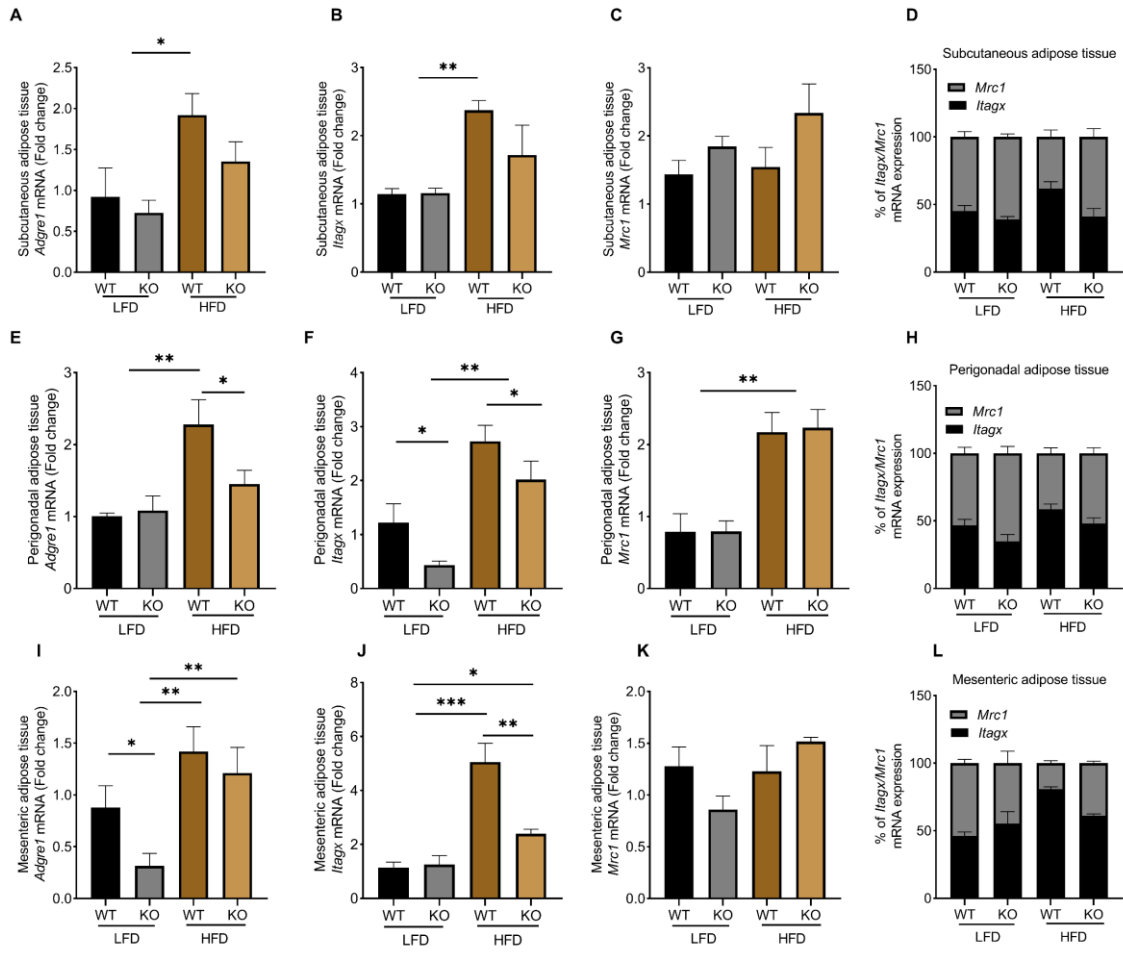 A
Subcutaneous adipose tissue
Adgre1 mRNA (Fold change)
2.5
2.0
1.5
1.0
0.5
0.0
*
WT KO WT KO
LFD HFD
B
Subcutaneous adipose tissue
Itagx mRNA (Fold change)
3
2
1
0
**
WT KO WT KO
LFD HFD
C
Subcutaneous adipose tissue
Mrc1 mRNA (Fold change)
3
2
1
0
WT KO WT KO
LFD HFD
D
Subcutaneous adipose tissue
% of Itagx/Mrc1
mRNA expression
150
100
50
0
Mrc1
Itagx
WT KO WT KO
LFD HFD
E
Perigonadal adipose tissue
Adgre1 mRNA (Fold change)
3
2
1
0
**
*
WT KO WT KO
LFD HFD
F
Perigonadal adipose tissue
Itagx mRNA (Fold change)
4
3
2
1
0
**
*
*
WT KO WT KO
LFD HFD
G
Perigonadal adipose tissue
Mrc1 mRNA (Fold change)
3
2
1
0
**
WT KO WT KO
LFD HFD
H
Perigonadal adipose tissue
% of Itagx/Mrc1
mRNA expression
150
100
50
0
Mrc1
Itagx
WT KO WT KO
LFD HFD
I
Mesenteric adipose tissue
Adgre1 mRNA (Fold change)
2.0
1.5
1.0
0.5
0.0
**
**
*
WT KO WT KO
LFD HFD
J
Mesenteric adipose tissue
Itagx mRNA (Fold change)
8
6
4
2
0
*
***
**
WT KO WT KO
LFD HFD
K
Mesenteric adipose tissue
Mrc1 mRNA (Fold change)
2.0
1.5
1.0
0.5
0.0
WT KO WT KO
LFD HFD
L
Mesenteric adipose tissue
% of Itagx/Mrc1
mRNA expression
150
100
50
0
Mrc1
Itagx
WT KO WT KO
LFD HFD